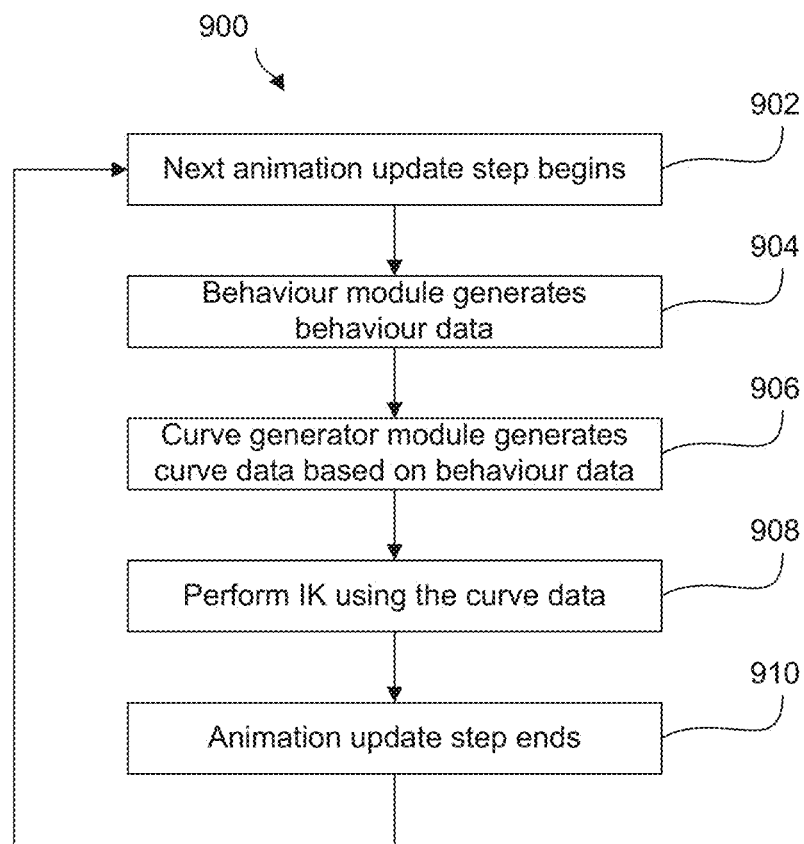 900
902
Next animation update step begins
904
Behaviour module generates
behaviour data
906
Curve generator module generates
curve data based on behaviour data
908
Perform IK using the curve data
910
Animation update step ends